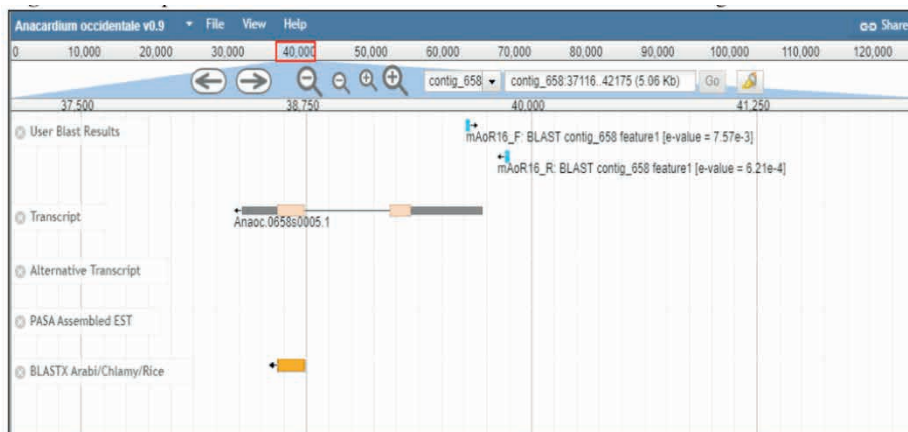 Anacardium occidentale v0.9 File View Help Share
0 10,000 20,000 30,000 40,000 50,000 60,000 70,000 80,000 90,000 100,000 110,000 120,000
contig_658 contig_658:37116..42175 (5.06 Kb) Go
37,500 38,750 40,000 41,250
User Blast Results
mAoR16_F: BLAST contig_658 feature1 [e-value = 7.57e-3]
mAoR16_R: BLAST contig_658 feature1 [e-value = 6.21e-4]
Transcript
Anaoc.0658s0005.1
Alternative Transcript
PASA Assembled EST
BLASTX Arabi/Chlamy/Rice